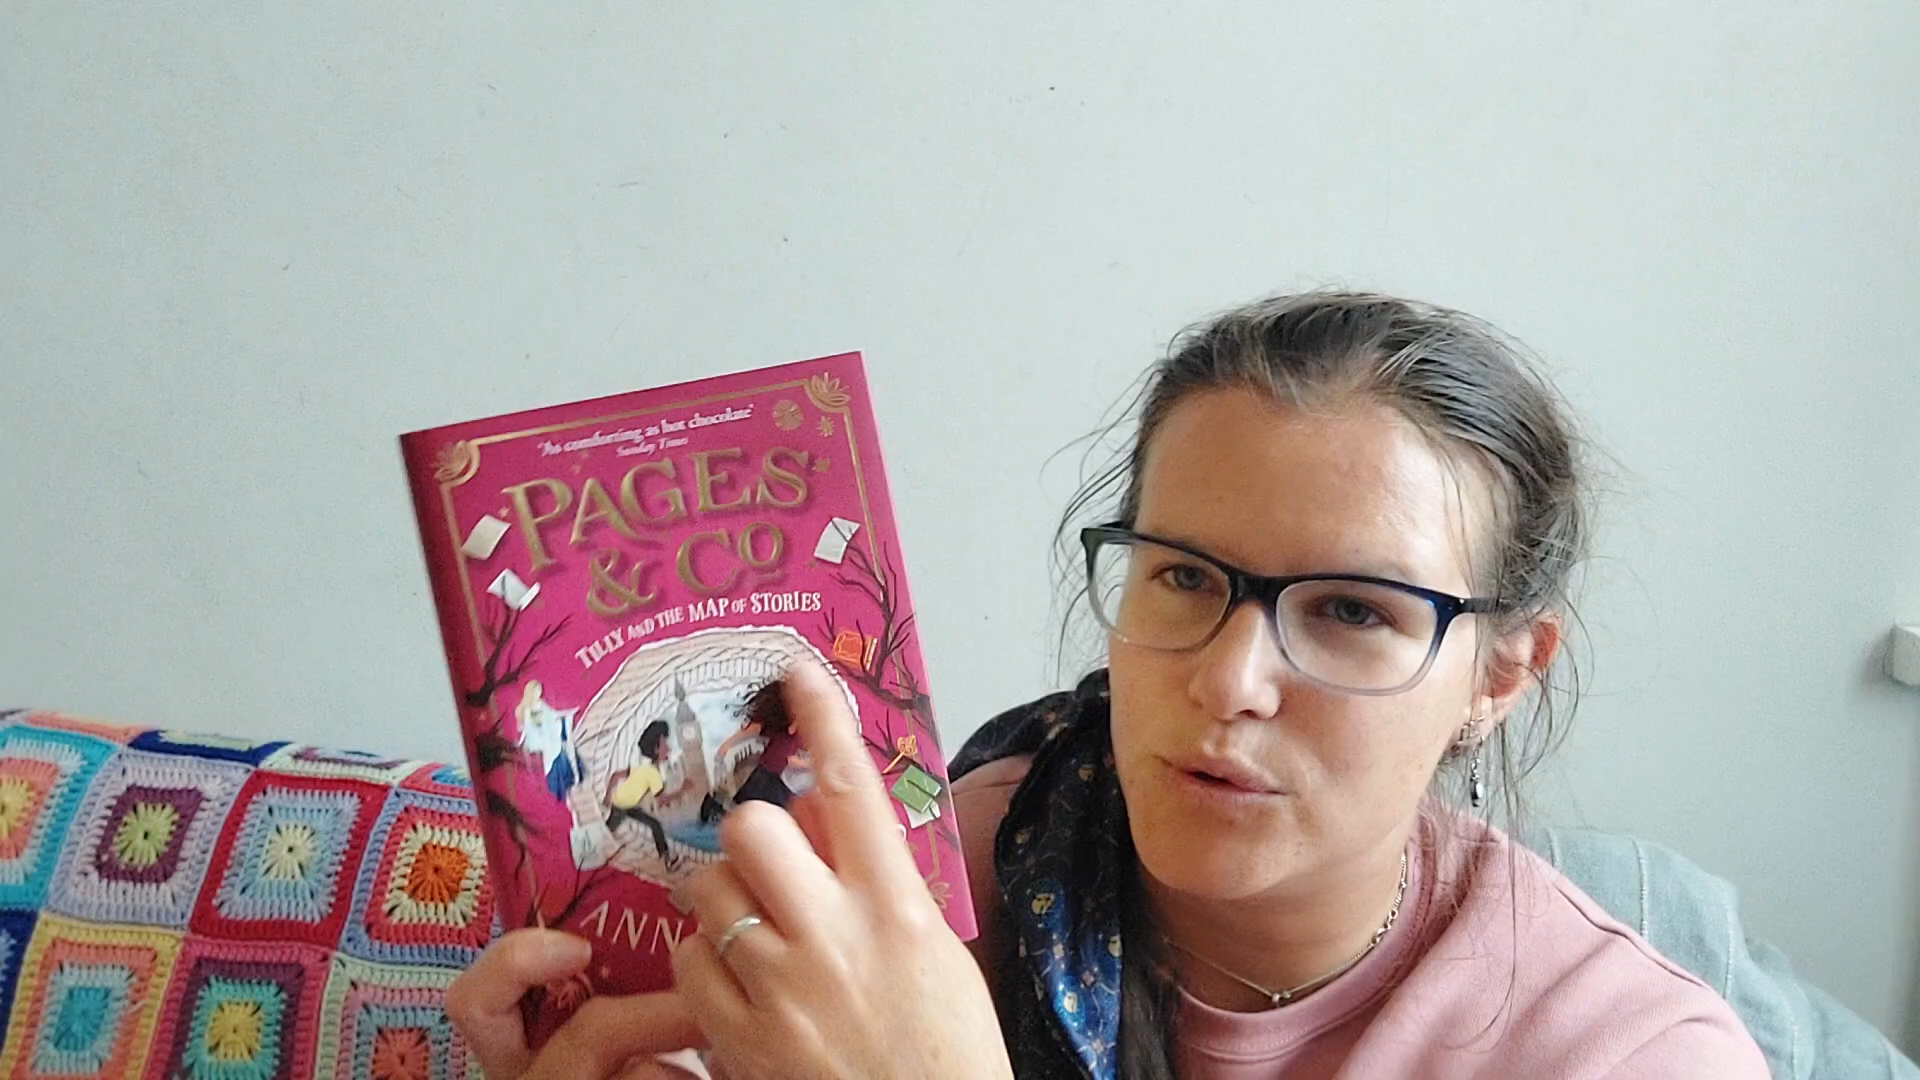 'As comforting as hot chocolate'
Sunday Times
PAGES
& Co
TILLY AND THE MAP OF STORIES
ANN